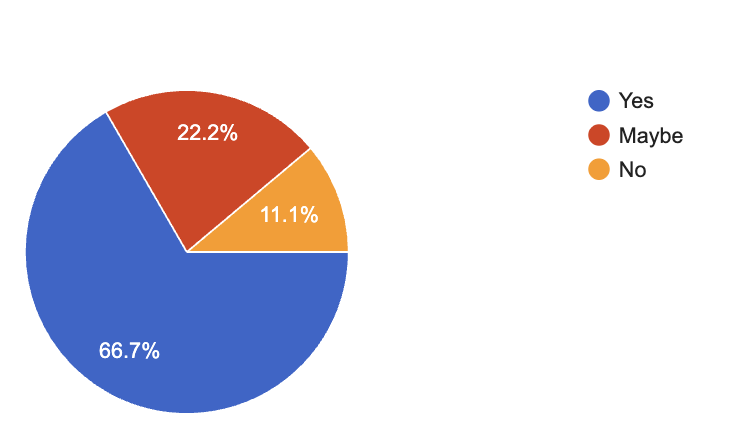 Yes
Maybe
No
22.2%
11.1%
66.7%